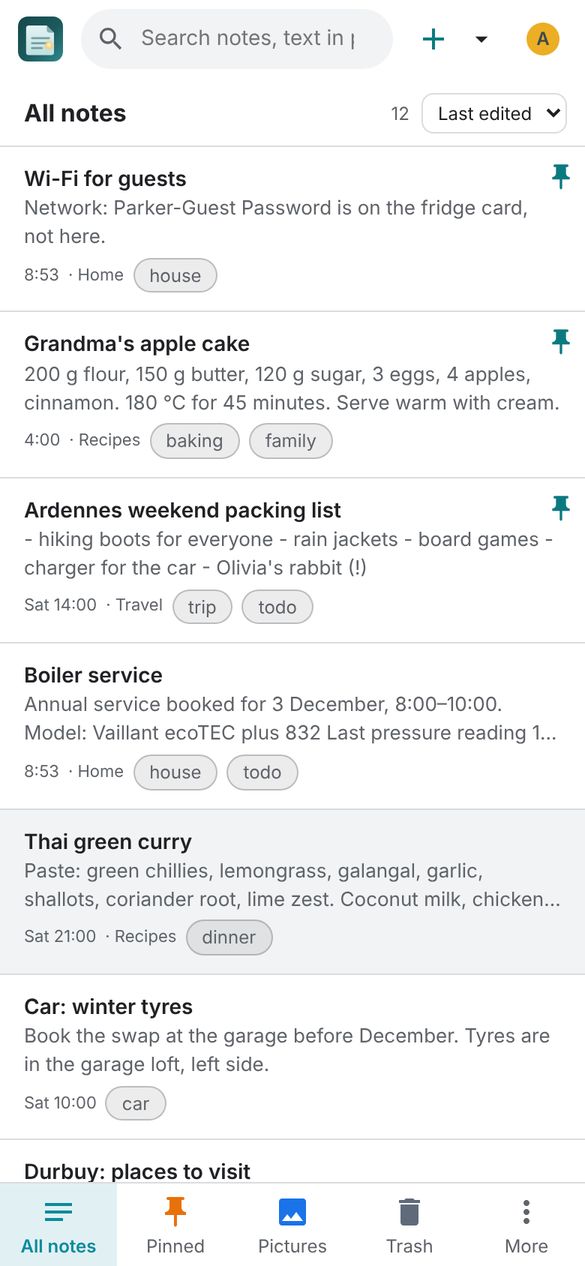 Search notes, text in
A
All notes
12
Last edited
Wi-Fi for guests
Network: Parker-Guest Password is on the fridge card,
not here.
8:53 · Home house
Grandma's apple cake
200 g flour, 150 g butter, 120 g sugar, 3 eggs, 4 apples,
cinnamon. 180 °C for 45 minutes. Serve warm with cream.
4:00 · Recipes baking family
Ardennes weekend packing list
- hiking boots for everyone - rain jackets - board games -
charger for the car - Olivia's rabbit (!)
Sat 14:00 · Travel trip todo
Boiler service
Annual service booked for 3 December, 8:00–10:00.
Model: Vaillant ecoTEC plus 832 Last pressure reading 1…
8:53 · Home house todo
Thai green curry
Paste: green chillies, lemongrass, galangal, garlic,
shallots, coriander root, lime zest. Coconut milk, chicken…
Sat 21:00 · Recipes dinner
Car: winter tyres
Book the swap at the garage before December. Tyres are
in the garage loft, left side.
Sat 10:00 car
Durbuy: places to visit
All notes Pinned Pictures Trash More